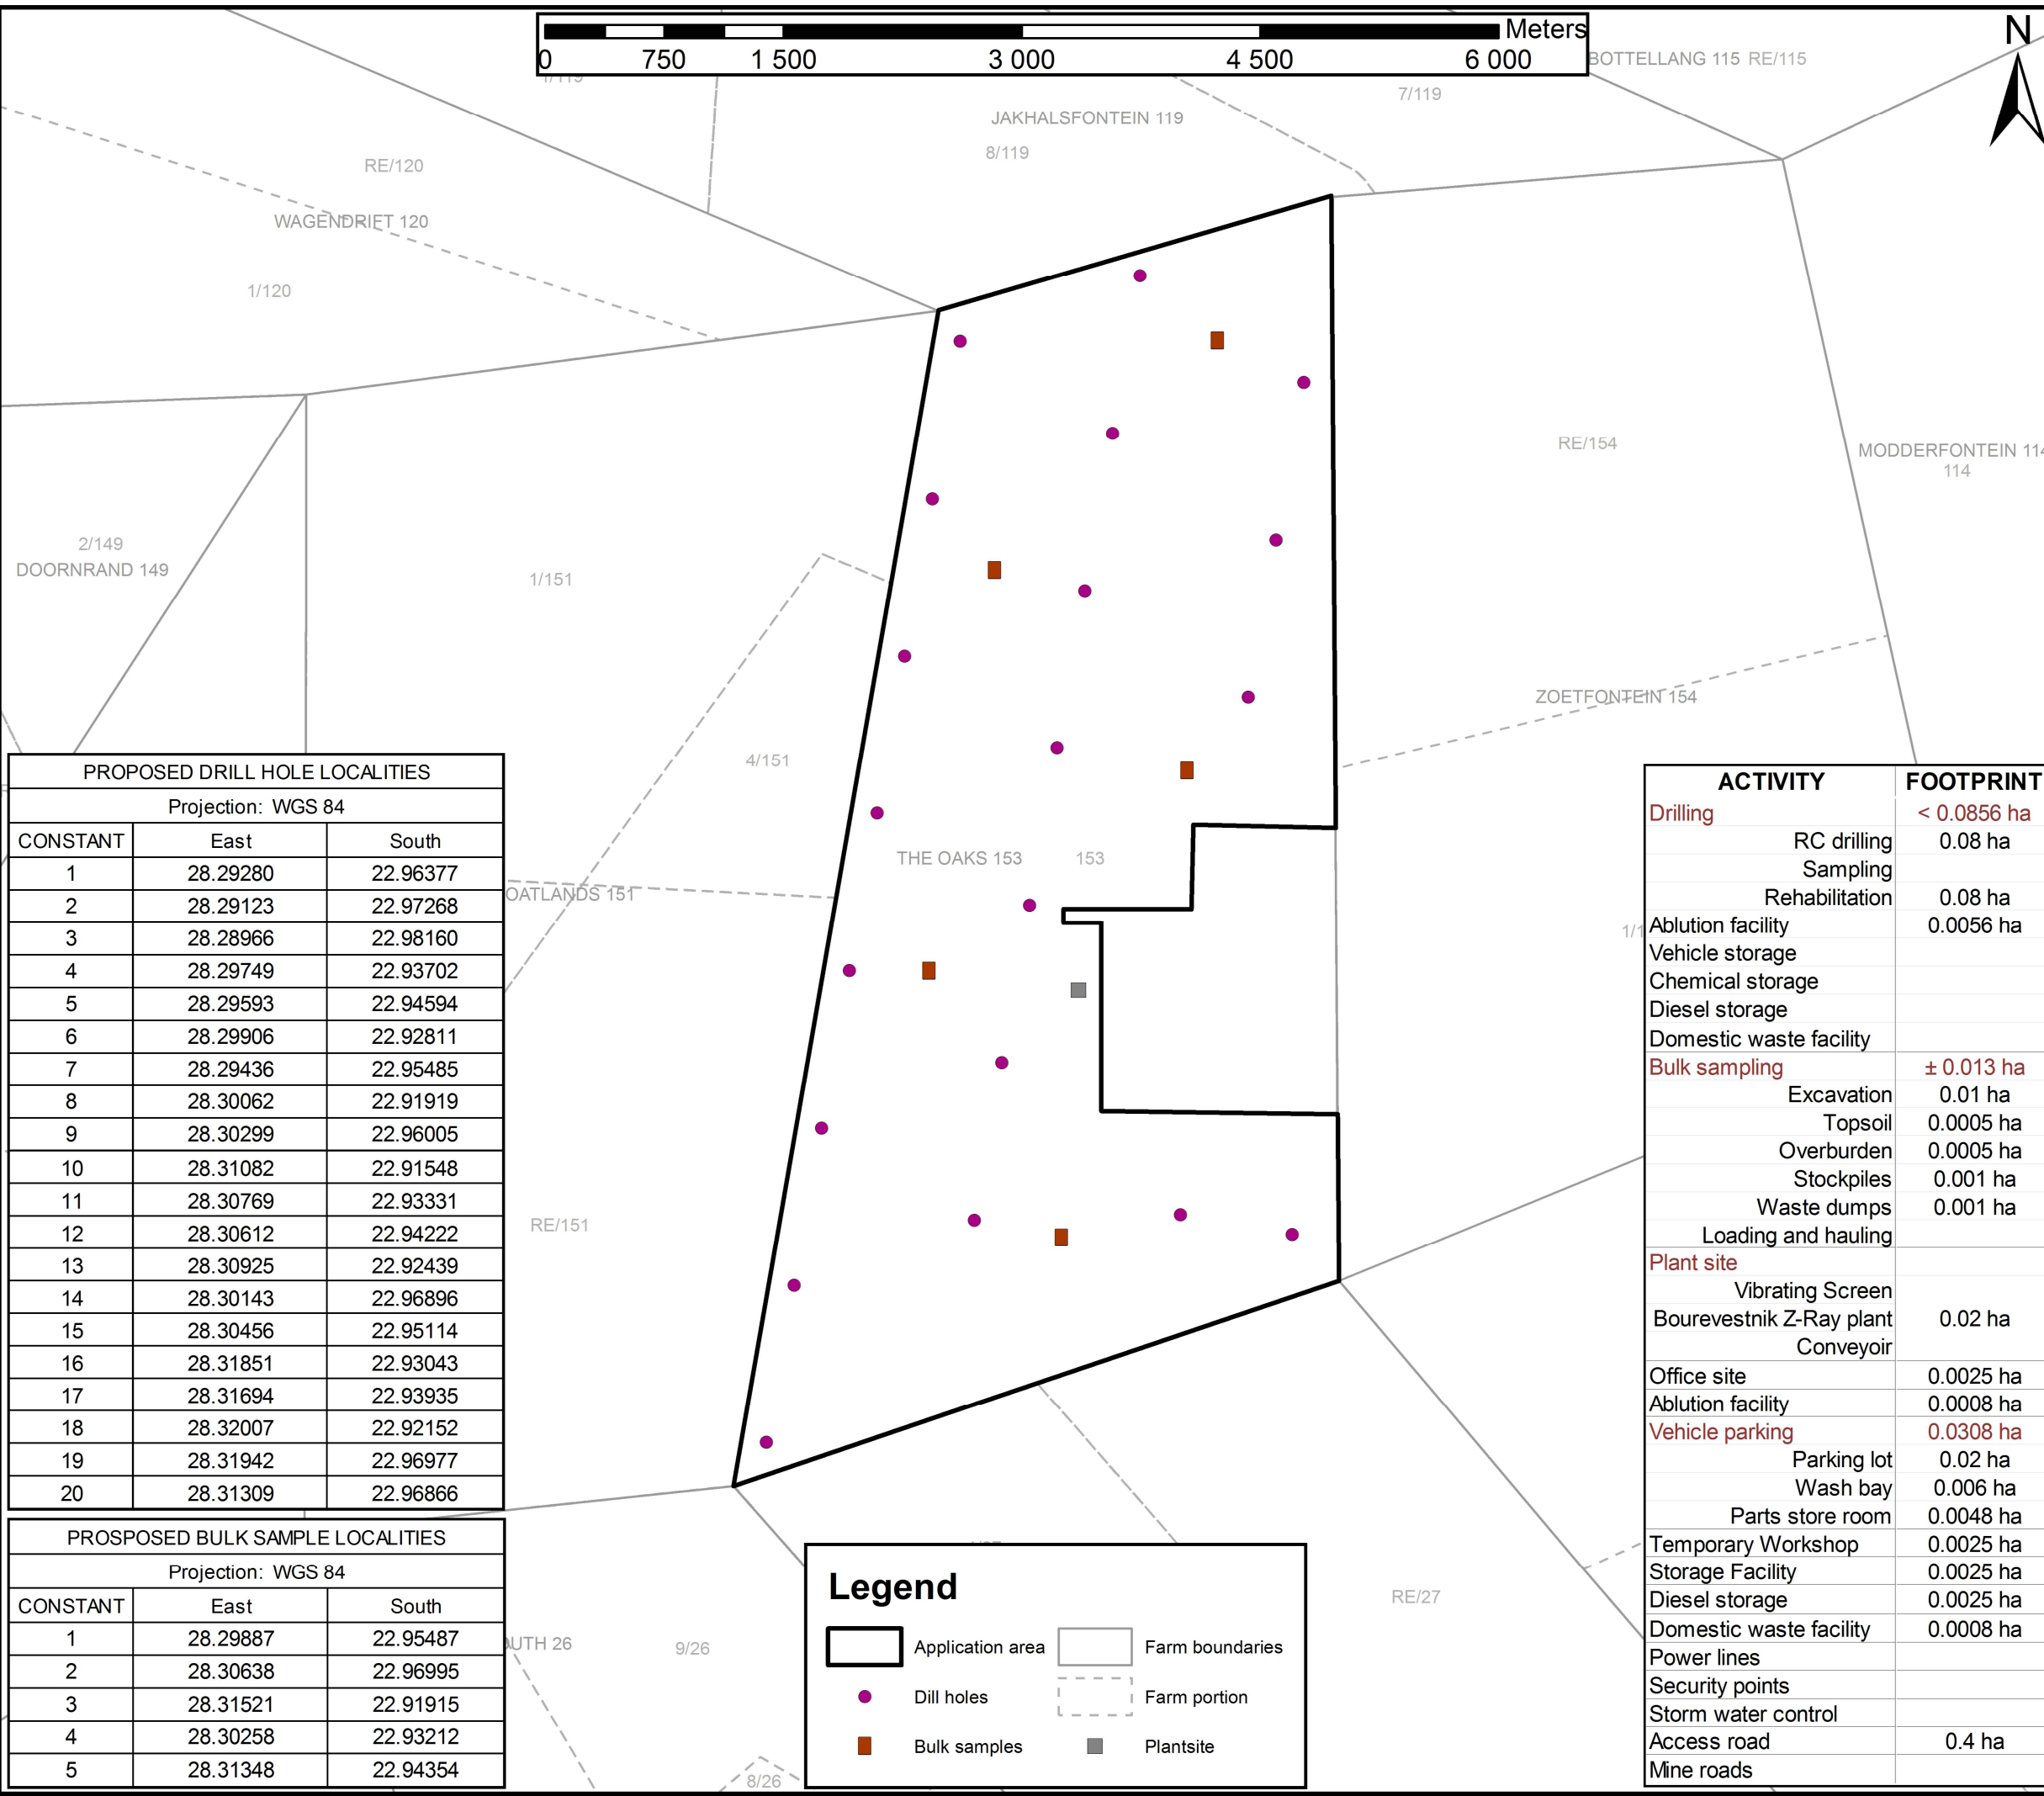 Meters
0 750 1 500 3 000 4 500 6 000
N
BOTTELLANG 115 RE/115
7/119
JAKHALSFONTEIN 119
8/119
RE/120
WAGENDRIFT 120
1/120
RE/154
MODDERFONTEIN 114
114
2/149
DOORNRAND 149
1/151
ZOETFONTEIN 154
4/151
THE OAKS 153 153
OATLANDS 151
RE/151
RE/27
UTH 26
9/26
8/26
PROPOSED DRILL HOLE LOCALITIES
Projection: WGS 84
CONSTANT East South
1 28.29280 22.96377
2 28.29123 22.97268
3 28.28966 22.98160
4 28.29749 22.93702
5 28.29593 22.94594
6 28.29906 22.92811
7 28.29436 22.95485
8 28.30062 22.91919
9 28.30299 22.96005
10 28.31082 22.91548
11 28.30769 22.93331
12 28.30612 22.94222
13 28.30925 22.92439
14 28.30143 22.96896
15 28.30456 22.95114
16 28.31851 22.93043
17 28.31694 22.93935
18 28.32007 22.92152
19 28.31942 22.96977
20 28.31309 22.96866
PROSPOSED BULK SAMPLE LOCALITIES
Projection: WGS 84
CONSTANT East South
1 28.29887 22.95487
2 28.30638 22.96995
3 28.31521 22.91915
4 28.30258 22.93212
5 28.31348 22.94354
Legend
Application area Farm boundaries
Dill holes Farm portion
Bulk samples Plantsite
ACTIVITY FOOTPRINT
Drilling < 0.0856 ha
RC drilling 0.08 ha
Sampling
Rehabilitation 0.08 ha
Ablution facility 0.0056 ha
Vehicle storage
Chemical storage
Diesel storage
Domestic waste facility
Bulk sampling ± 0.013 ha
Excavation 0.01 ha
Topsoil 0.0005 ha
Overburden 0.0005 ha
Stockpiles 0.001 ha
Waste dumps 0.001 ha
Loading and hauling
Plant site
Vibrating Screen
Bourevestnik Z-Ray plant 0.02 ha
Conveyoir
Office site 0.0025 ha
Ablution facility 0.0008 ha
Vehicle parking 0.0308 ha
Parking lot 0.02 ha
Wash bay 0.006 ha
Parts store room 0.0048 ha
Temporary Workshop 0.0025 ha
Storage Facility 0.0025 ha
Diesel storage 0.0025 ha
Domestic waste facility 0.0008 ha
Power lines
Security points
Storm water control
Access road 0.4 ha
Mine roads